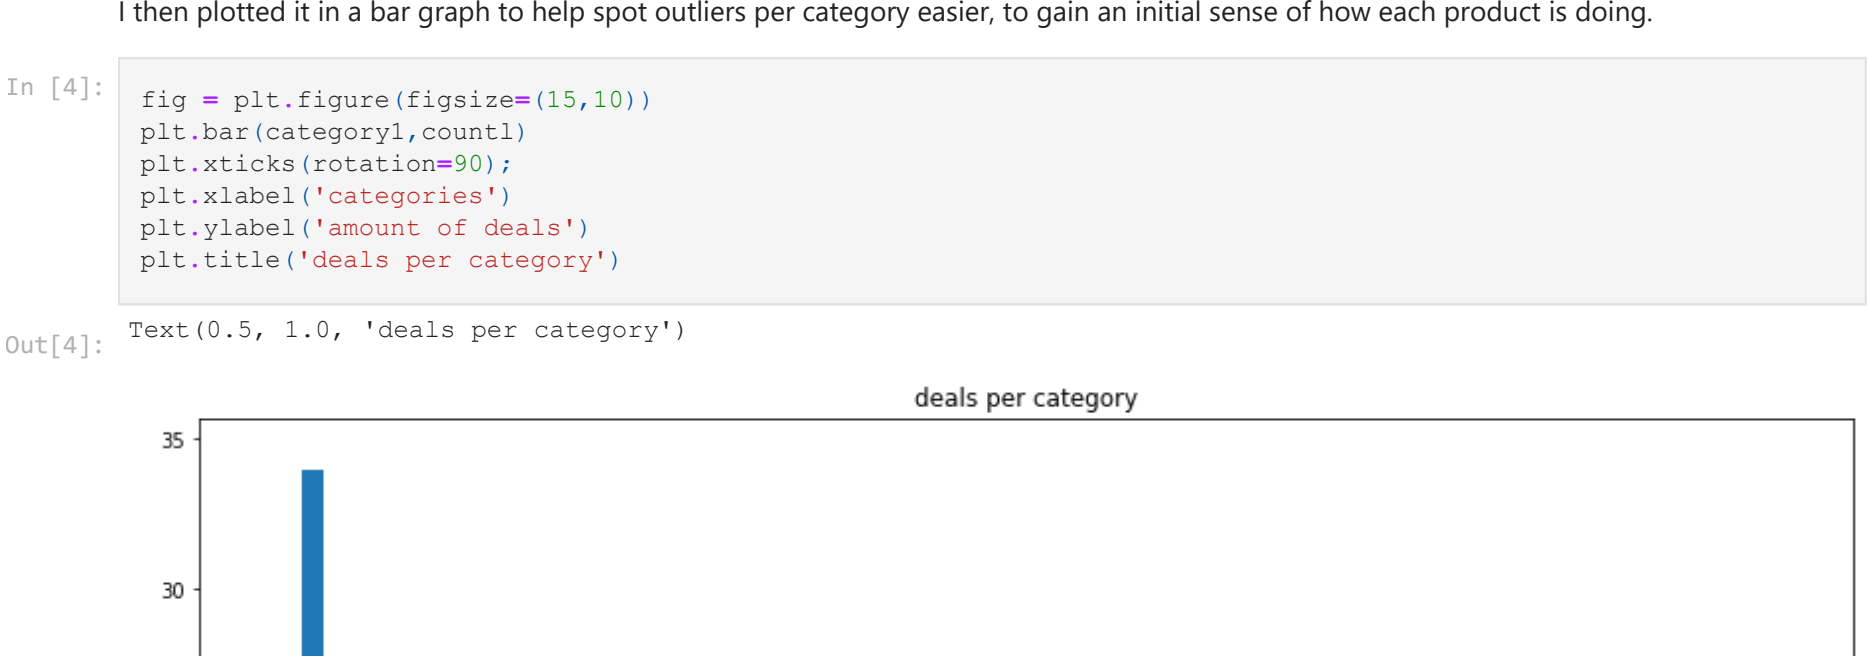 I then plotted it in a bar graph to help spot outliers per category easier, to gain an initial sense of how each product is doing.
In [4]:
fig = plt.figure(figsize=(15,10))
plt.bar(category1,countl)
plt.xticks(rotation=90);
plt.xlabel('categories')
plt.ylabel('amount of deals')
plt.title('deals per category')
Out[4]:
Text(0.5, 1.0, 'deals per category')
deals per category
35
30